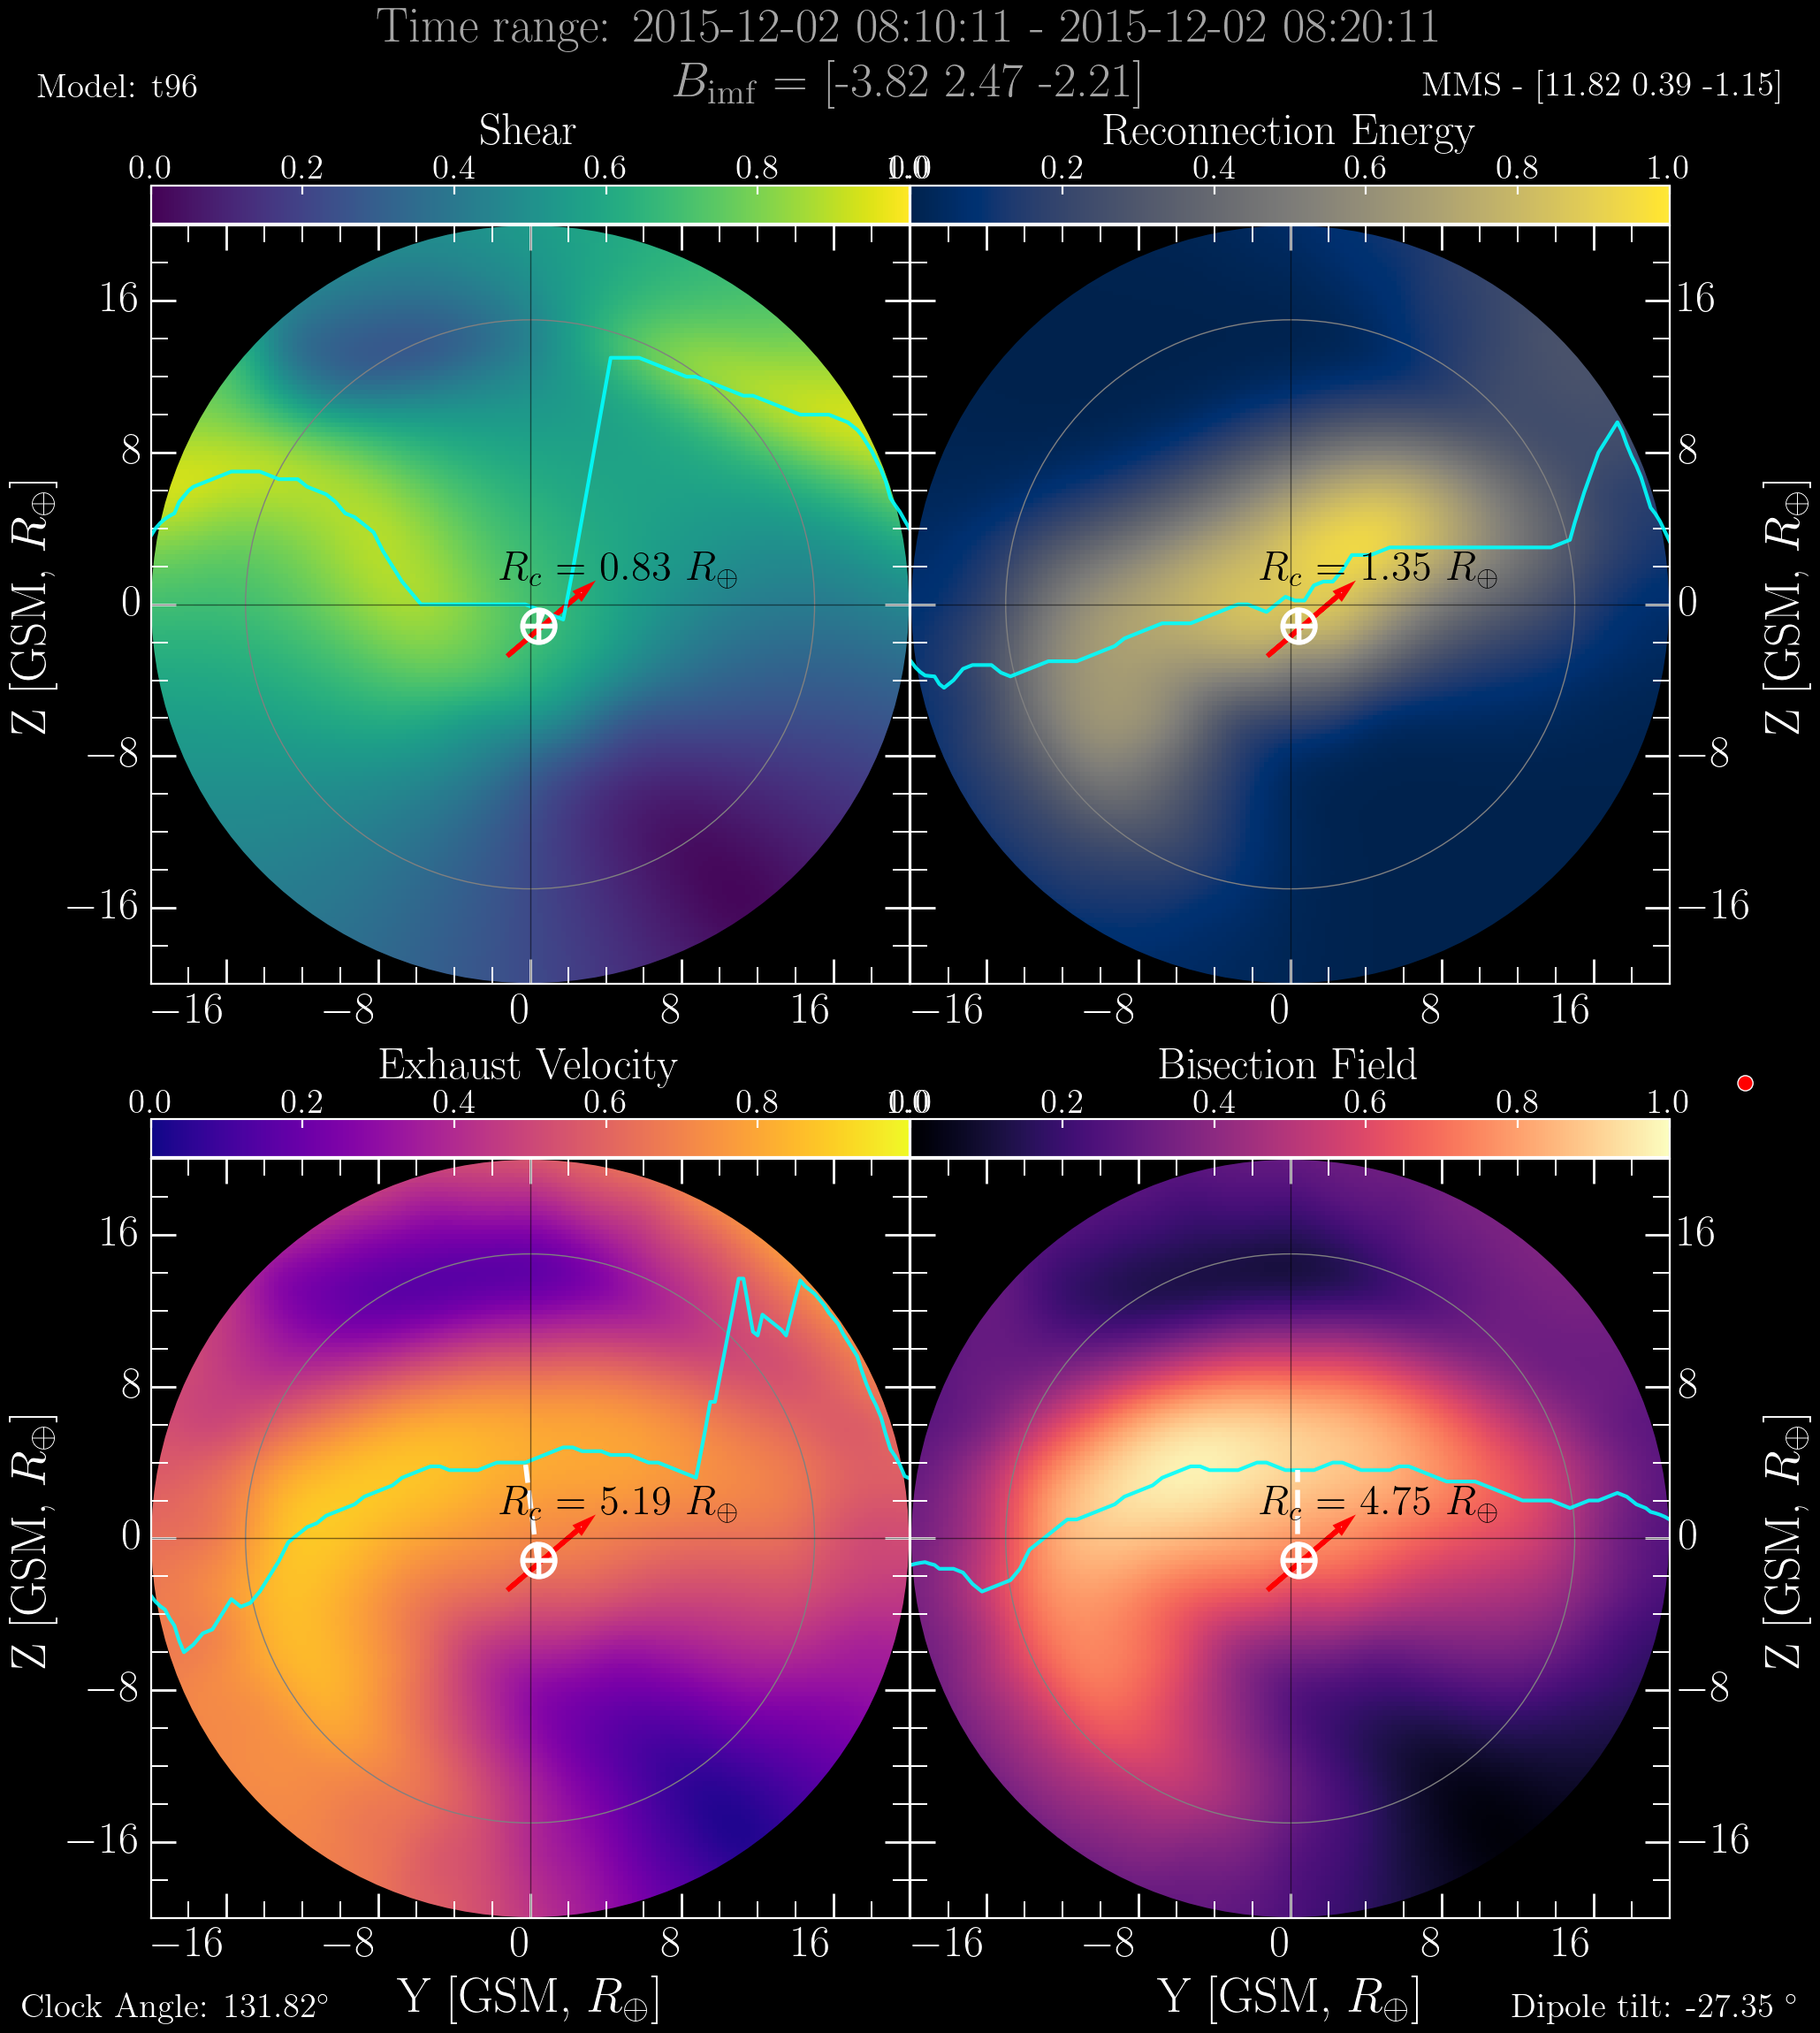 Time range: 2015-12-02 08:10:11 - 2015-12-02 08:20:11
Model: t96
B_imf = [-3.82 2.47 -2.21]
MMS - [11.82 0.39 -1.15]
Shear
Reconnection Energy
0.0 0.2 0.4 0.6 0.8 1.0
0.0 0.2 0.4 0.6 0.8 1.0
16
8
0
−8
−16
Z [GSM, R⊕]
R_c = 0.83 R⊕
R_c = 1.35 R⊕
16
8
0
−8
−16
Z [GSM, R⊕]
−16 −8 0 8 16
−16 −8 0 8 16
Exhaust Velocity
Bisection Field
0.0 0.2 0.4 0.6 0.8 1.0
0.0 0.2 0.4 0.6 0.8 1.0
16
8
0
−8
−16
Z [GSM, R⊕]
R_c = 5.19 R⊕
R_c = 4.75 R⊕
16
8
0
−8
−16
Z [GSM, R⊕]
−16 −8 0 8 16
−16 −8 0 8 16
Y [GSM, R⊕]
Y [GSM, R⊕]
Clock Angle: 131.82°
Dipole tilt: -27.35 °